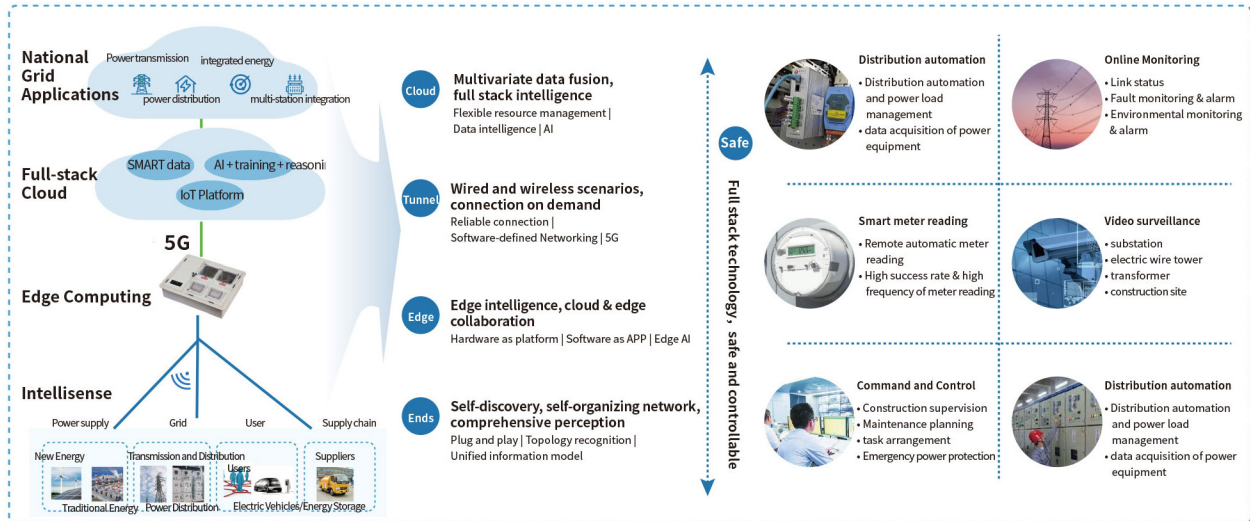 National
Grid
Applications
Power transmission
integrated energy
power distribution
multi-station integration
Full-stack
Cloud
SMART data
AI + training + reasoni
IoT Platform
5G
Edge Computing
Intellisense
Power supply
Grid
User
Supply chain
New Energy
Transmission and Distribution
Users
Suppliers
Traditional Energy
Power Distribution
Electric Vehicles/Energy Storage
Cloud
Multivariate data fusion,
full stack intelligence
Flexible resource management |
Data intelligence | AI
Tunnel
Wired and wireless scenarios,
connection on demand
Reliable connection |
Software-defined Networking | 5G
Edge
Edge intelligence, cloud & edge
collaboration
Hardware as platform | Software as APP | Edge AI
Ends
Self-discovery, self-organizing network,
comprehensive perception
Plug and play | Topology recognition |
Unified information model
Safe
Full stack technology，safe and controllable
Distribution automation
• Distribution automation
and power load
management
• data acquisition of power
equipment
Online Monitoring
• Link status
• Fault monitoring & alarm
• Environmental monitoring
& alarm
Smart meter reading
• Remote automatic meter
reading
• High success rate & high
frequency of meter reading
Video surveillance
• substation
• electric wire tower
• transformer
• construction site
Command and Control
• Construction supervision
• Maintenance planning
• task arrangement
• Emergency power protection
Distribution automation
• Distribution automation
and power load
management
• data acquisition of power
equipment